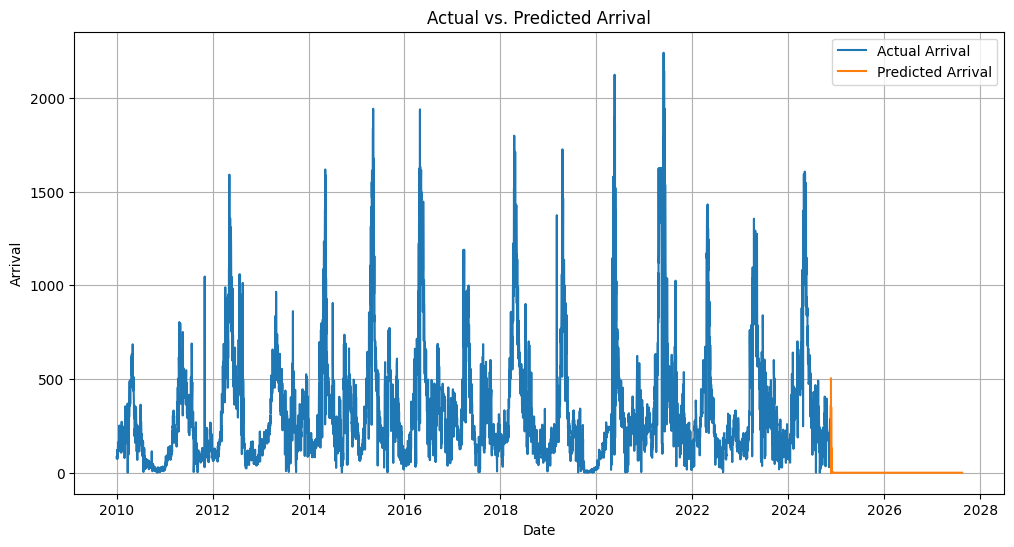 Actual vs. Predicted Arrival
Actual Arrival
Predicted Arrival
2000
1500
1000
500
0
Arrival
2010 2012 2014 2016 2018 2020 2022 2024 2026 2028
Date